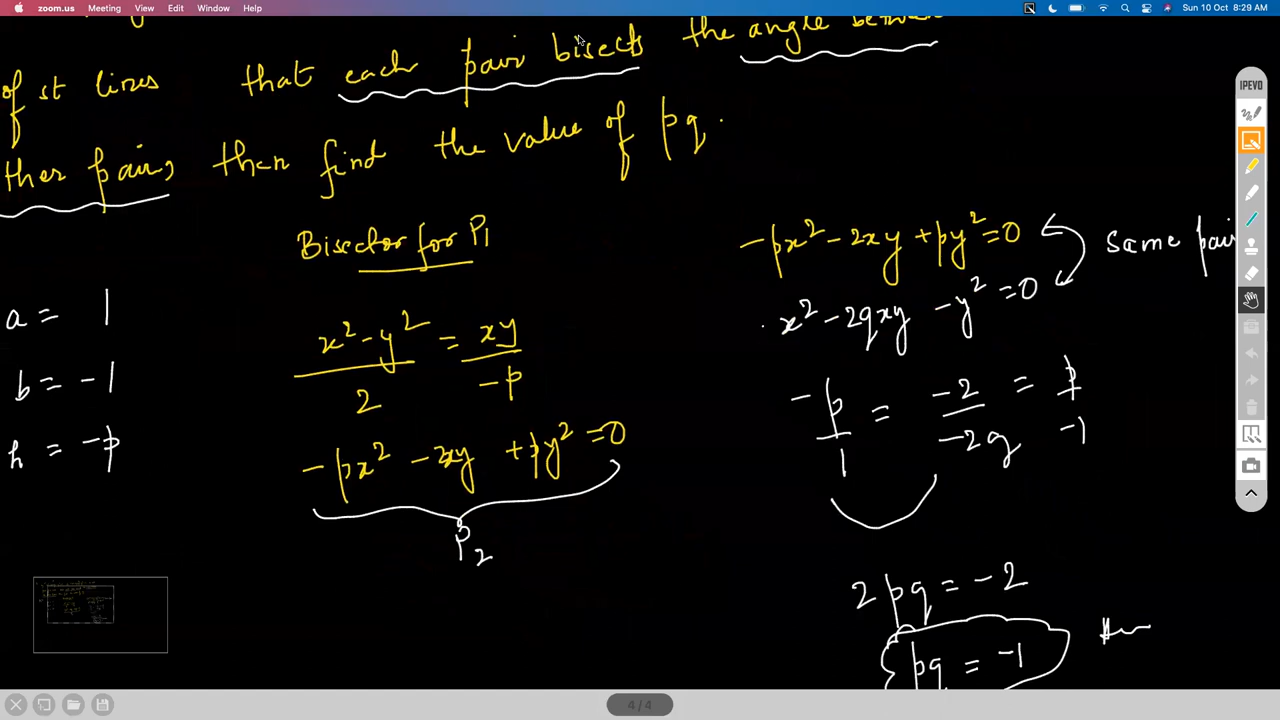 zoom.us Meeting View Edit Window Help Sun 10 Oct 8:29 AM
of st lines that each pair bisects the angle between
ther pair, then find the value of pq.
IPEVO
Bisector for P1
a = 1
b = -1
h = -p
x² - y² / 2 = xy / -p
-px² - 2xy + py² = 0
P2
-px² - 2xy + py² = 0
Same pair
x² - 2qxy - y² = 0
-p / 1 = -2 / -2q = p / -1
2pq = -2
pq = -1
4/4